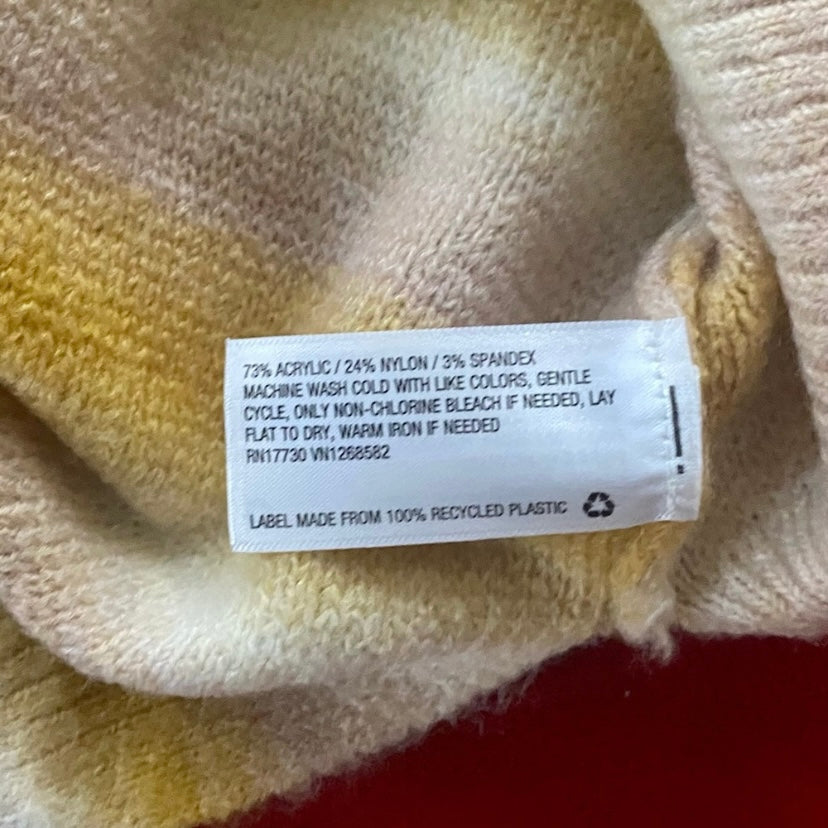 73% ACRYLIC / 24% NYLON / 3% SPANDEX
MACHINE WASH COLD WITH LIKE COLORS, GENTLE
CYCLE, ONLY NON-CHLORINE BLEACH IF NEEDED, LAY
FLAT TO DRY, WARM IRON IF NEEDED
RN17730 VN1268582
LABEL MADE FROM 100% RECYCLED PLASTIC